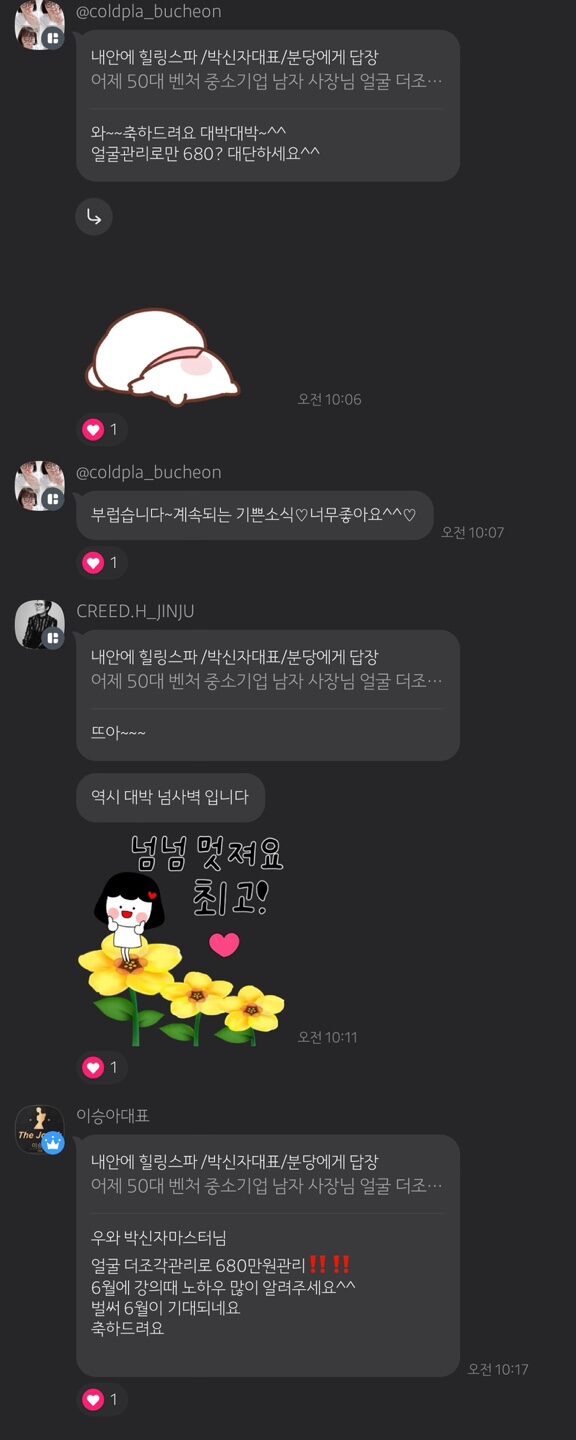 @coldpla_bucheon
내안에 힐링스파 /박신자대표/분당에게 답장
어제 50대 벤처 중소기업 남자 사장님 얼굴 더조…
와~~축하드려요 대박대박~^^
얼굴관리로만 680? 대단하세요^^
오전 10:06
1
@coldpla_bucheon
부럽습니다~계속되는 기쁜소식♡너무좋아요^^♡
오전 10:07
1
CREED.H_JINJU
내안에 힐링스파 /박신자대표/분당에게 답장
어제 50대 벤처 중소기업 남자 사장님 얼굴 더조…
뜨아~~~
역시 대박 넘사벽 입니다
넘넘 멋져요
최고!
오전 10:11
1
이승아대표
The Jo
내안에 힐링스파 /박신자대표/분당에게 답장
어제 50대 벤처 중소기업 남자 사장님 얼굴 더조…
우와 박신자마스터님
얼굴 더조각관리로 680만원관리‼️‼️
6월에 강의때 노하우 많이 알려주세요^^
벌써 6월이 기대되네요
축하드려요
오전 10:17
1